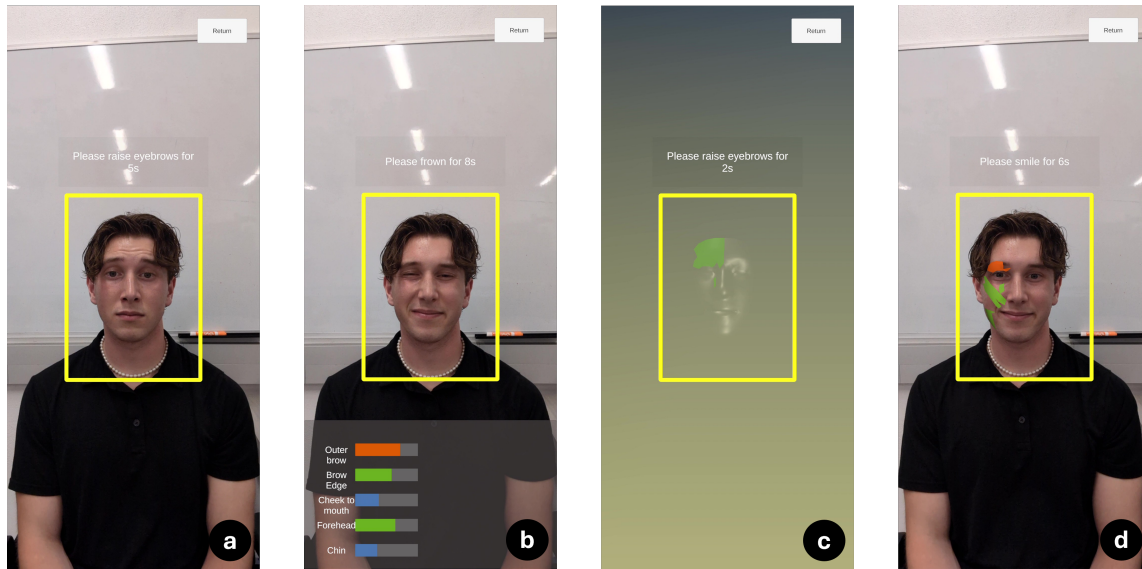 Return
Please raise eyebrows for
5s
a
Return
Please frown for 8s
Outer
brow
Brow
Edge
Cheek to
mouth
Forehead
Chin
b
Return
Please raise eyebrows for
2s
c
Return
Please smile for 6s
d